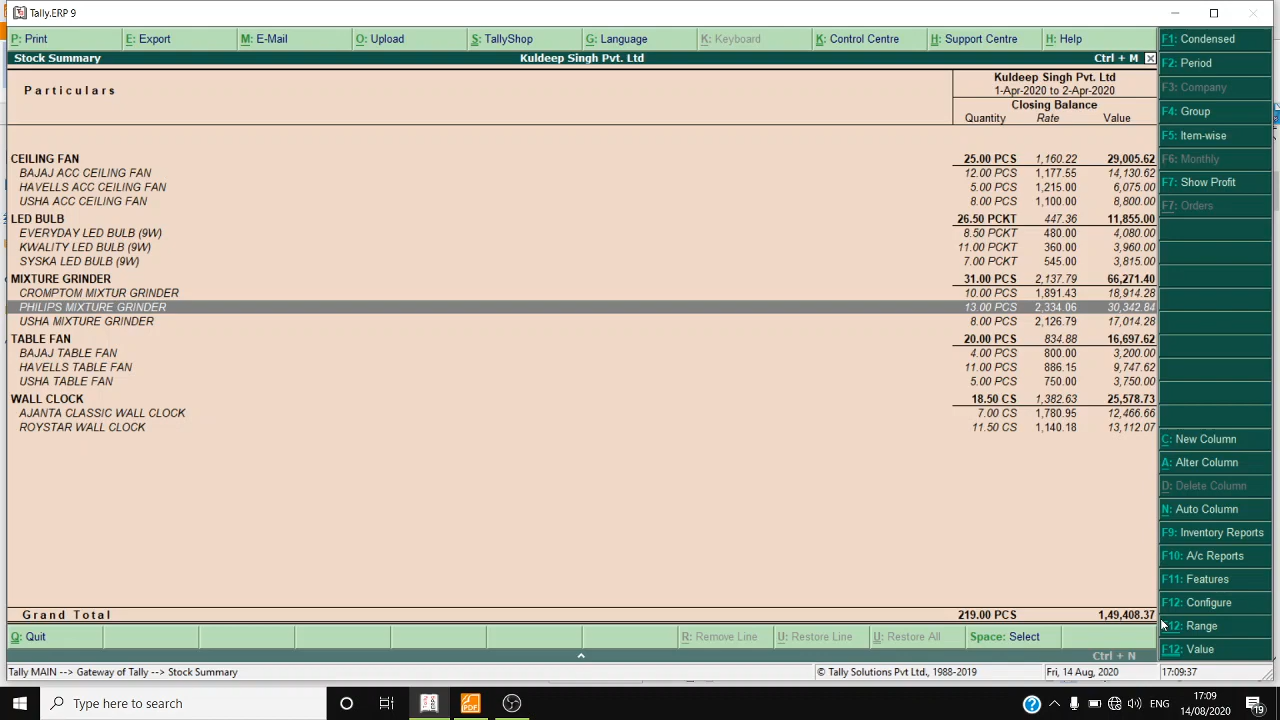 Tally.ERP 9
P: Print E: Export M: E-Mail O: Upload S: TallyShop G: Language K: Keyboard K: Control Centre H: Support Centre H: Help
Stock Summary Kuldeep Singh Pvt. Ltd Ctrl + M
Particulars
Kuldeep Singh Pvt. Ltd
1-Apr-2020 to 2-Apr-2020
Closing Balance
Quantity Rate Value
CEILING FAN 25.00 PCS 1,160.22 29,005.62
BAJAJ ACC CEILING FAN 12.00 PCS 1,177.55 14,130.62
HAVELLS ACC CEILING FAN 5.00 PCS 1,215.00 6,075.00
USHA ACC CEILING FAN 8.00 PCS 1,100.00 8,800.00
LED BULB 26.50 PCKT 447.36 11,855.00
EVERYDAY LED BULB (9W) 8.50 PCKT 480.00 4,080.00
KWALITY LED BULB (9W) 11.00 PCKT 360.00 3,960.00
SYSKA LED BULB (9W) 7.00 PCKT 545.00 3,815.00
MIXTURE GRINDER 31.00 PCS 2,137.79 66,271.40
CROMPTOM MIXTUR GRINDER 10.00 PCS 1,891.43 18,914.28
PHILIPS MIXTURE GRINDER 13.00 PCS 2,334.06 30,342.84
USHA MIXTURE GRINDER 8.00 PCS 2,126.79 17,014.28
TABLE FAN 20.00 PCS 834.88 16,697.62
BAJAJ TABLE FAN 4.00 PCS 800.00 3,200.00
HAVELLS TABLE FAN 11.00 PCS 886.15 9,747.62
USHA TABLE FAN 5.00 PCS 750.00 3,750.00
WALL CLOCK 18.50 CS 1,382.63 25,578.73
AJANTA CLASSIC WALL CLOCK 7.00 CS 1,780.95 12,466.66
ROYSTAR WALL CLOCK 11.50 CS 1,140.18 13,112.07
Grand Total 219.00 PCS 1,49,408.37
F1: Condensed
F2: Period
F3: Company
F4: Group
F5: Item-wise
F6: Monthly
F7: Show Profit
F7: Orders
C: New Column
A: Alter Column
D: Delete Column
N: Auto Column
F9: Inventory Reports
F10: A/c Reports
F11: Features
F12: Configure
F12: Range
F12: Value
Q: Quit R: Remove Line U: Restore Line U: Restore All Space: Select
Ctrl + N
Tally MAIN --> Gateway of Tally --> Stock Summary © Tally Solutions Pvt Ltd., 1988-2019 Fri, 14 Aug, 2020 17:09:37
Type here to search
PDF
ENG
17:09
14/08/2020
19